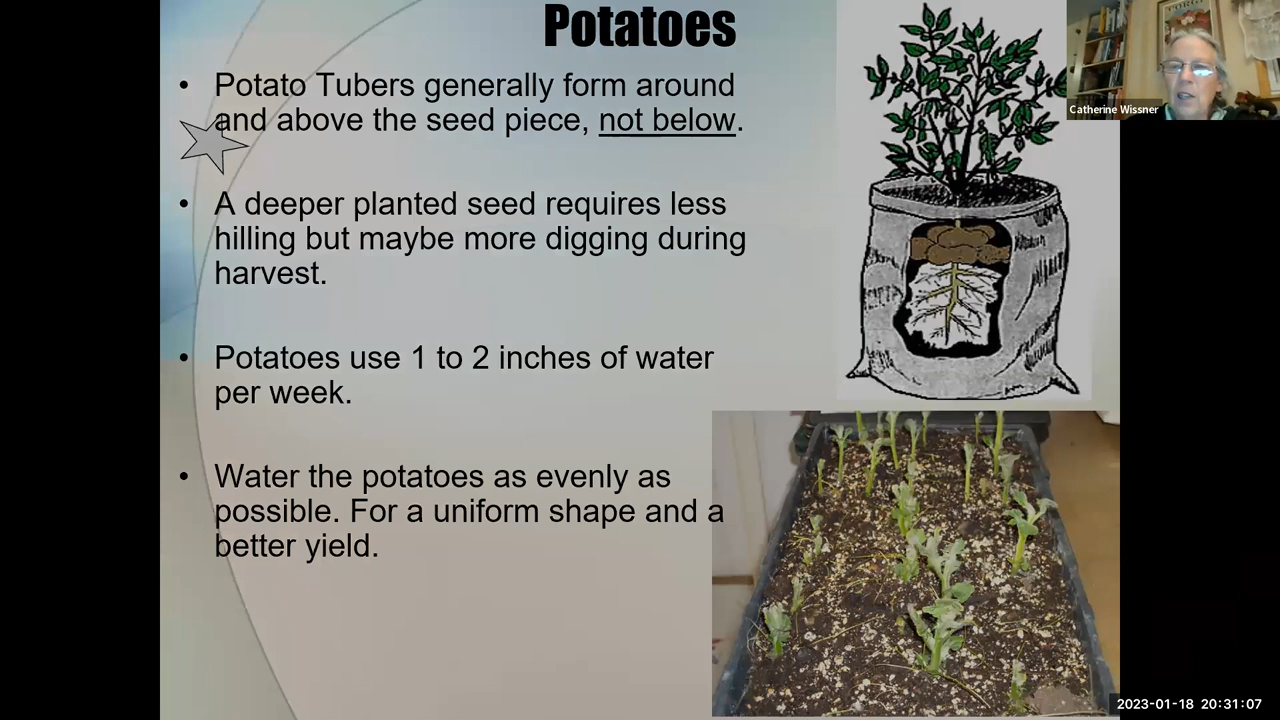 Potatoes
• Potato Tubers generally form around
and above the seed piece, not below.
• A deeper planted seed requires less
hilling but maybe more digging during
harvest.
• Potatoes use 1 to 2 inches of water
per week.
• Water the potatoes as evenly as
possible. For a uniform shape and a
better yield.
Catherine Wissner
2023-01-18 20:31:07